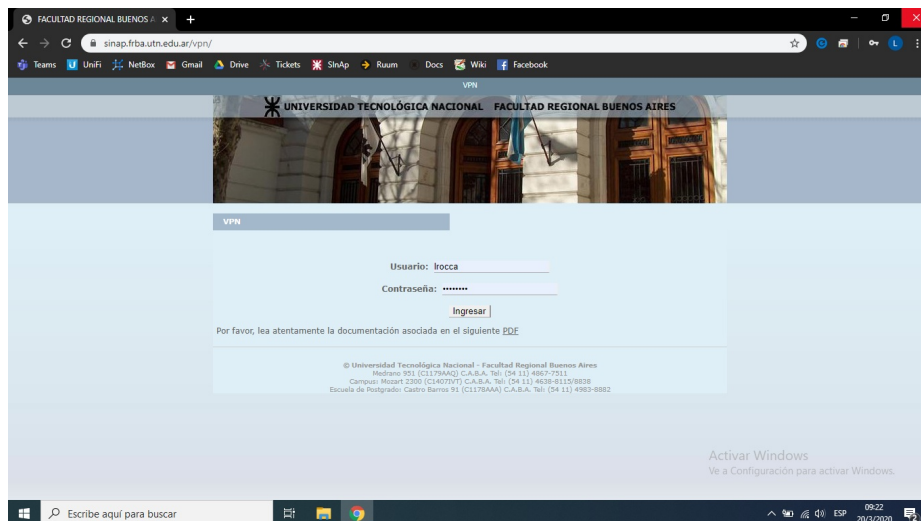 FACULTAD REGIONAL BUENOS A
sinap.frba.utn.edu.ar/vpn/
Teams UniFi NetBox Gmail Drive Tickets SInAp Ruum Docs Wiki Facebook
VPN
UNIVERSIDAD TECNOLÓGICA NACIONAL FACULTAD REGIONAL BUENOS AIRES
VPN
Usuario: lrocca
Contraseña: ••••••••
Ingresar
Por favor, lea atentamente la documentación asociada en el siguiente PDF
© Universidad Tecnológica Nacional - Facultad Regional Buenos Aires
Medrano 951 (C1179AAQ) C.A.B.A. Tel: (54 11) 4867-7511
Campus: Mozart 2300 (C1407IVT) C.A.B.A. Tel: (54 11) 4638-8115/8838
Escuela de Postgrado: Castro Barros 91 (C1178AAA) C.A.B.A. Tel: (54 11) 4983-8882
Activar Windows
Ve a Configuración para activar Windows.
Escribe aquí para buscar
ESP
09:22
20/3/2020